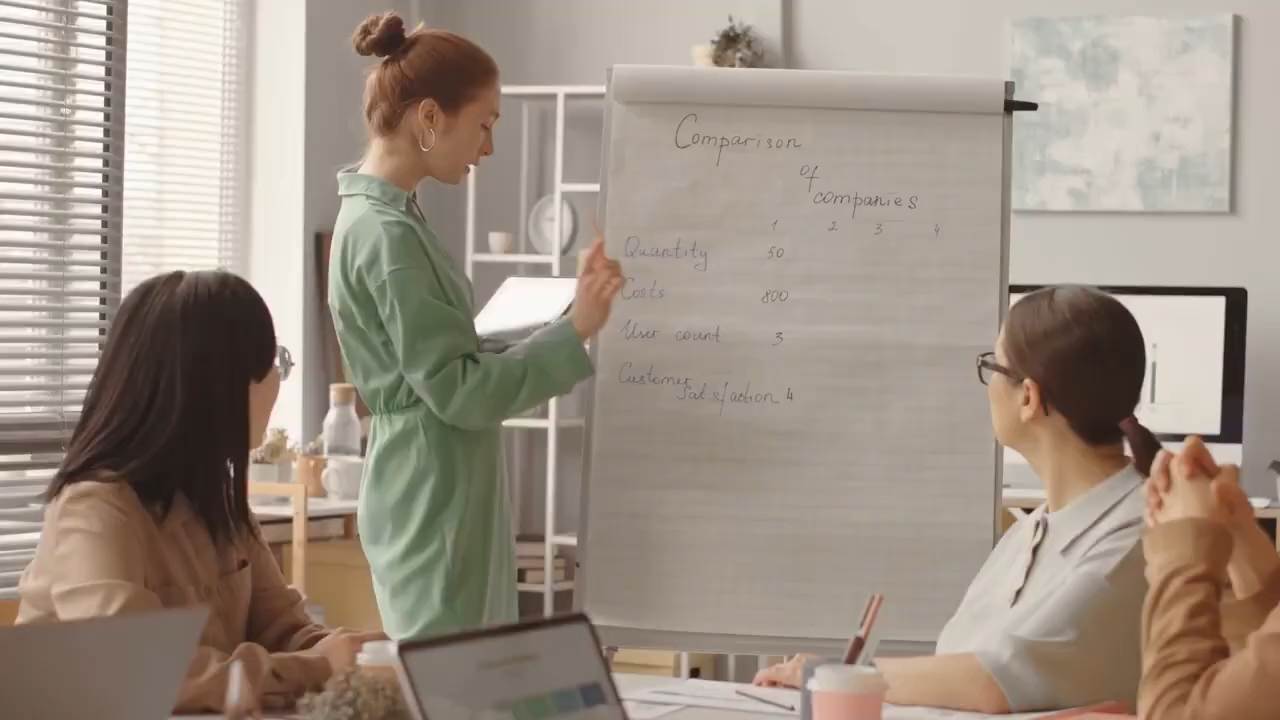 Comparison
of
companies
1 2 3 4
Quantity 50
Costs 800
User count 3
Customer
satisfaction 4